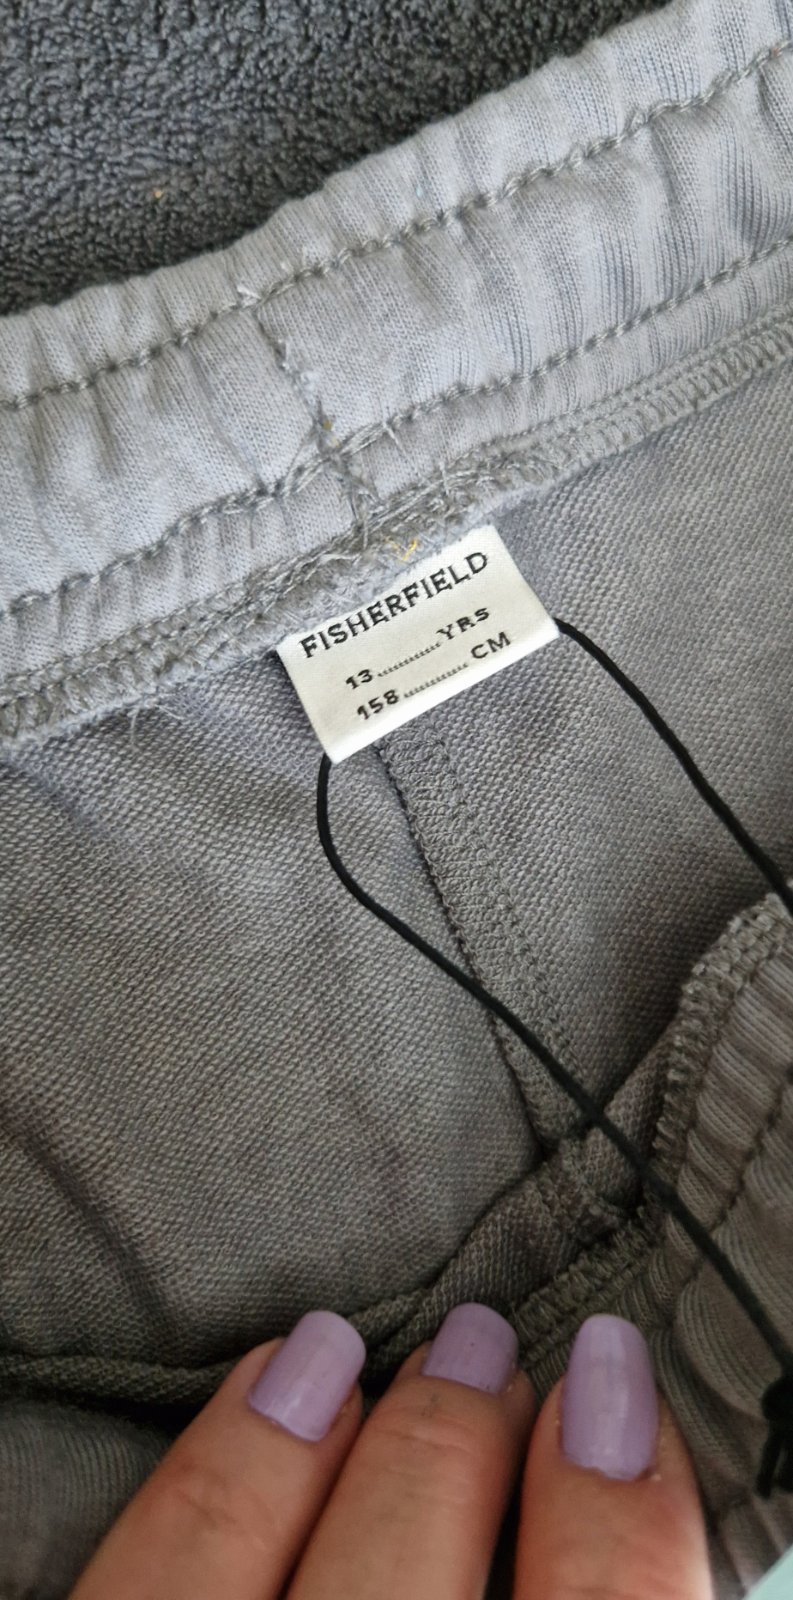 FISHERFIELD
13............YRS
158............CM